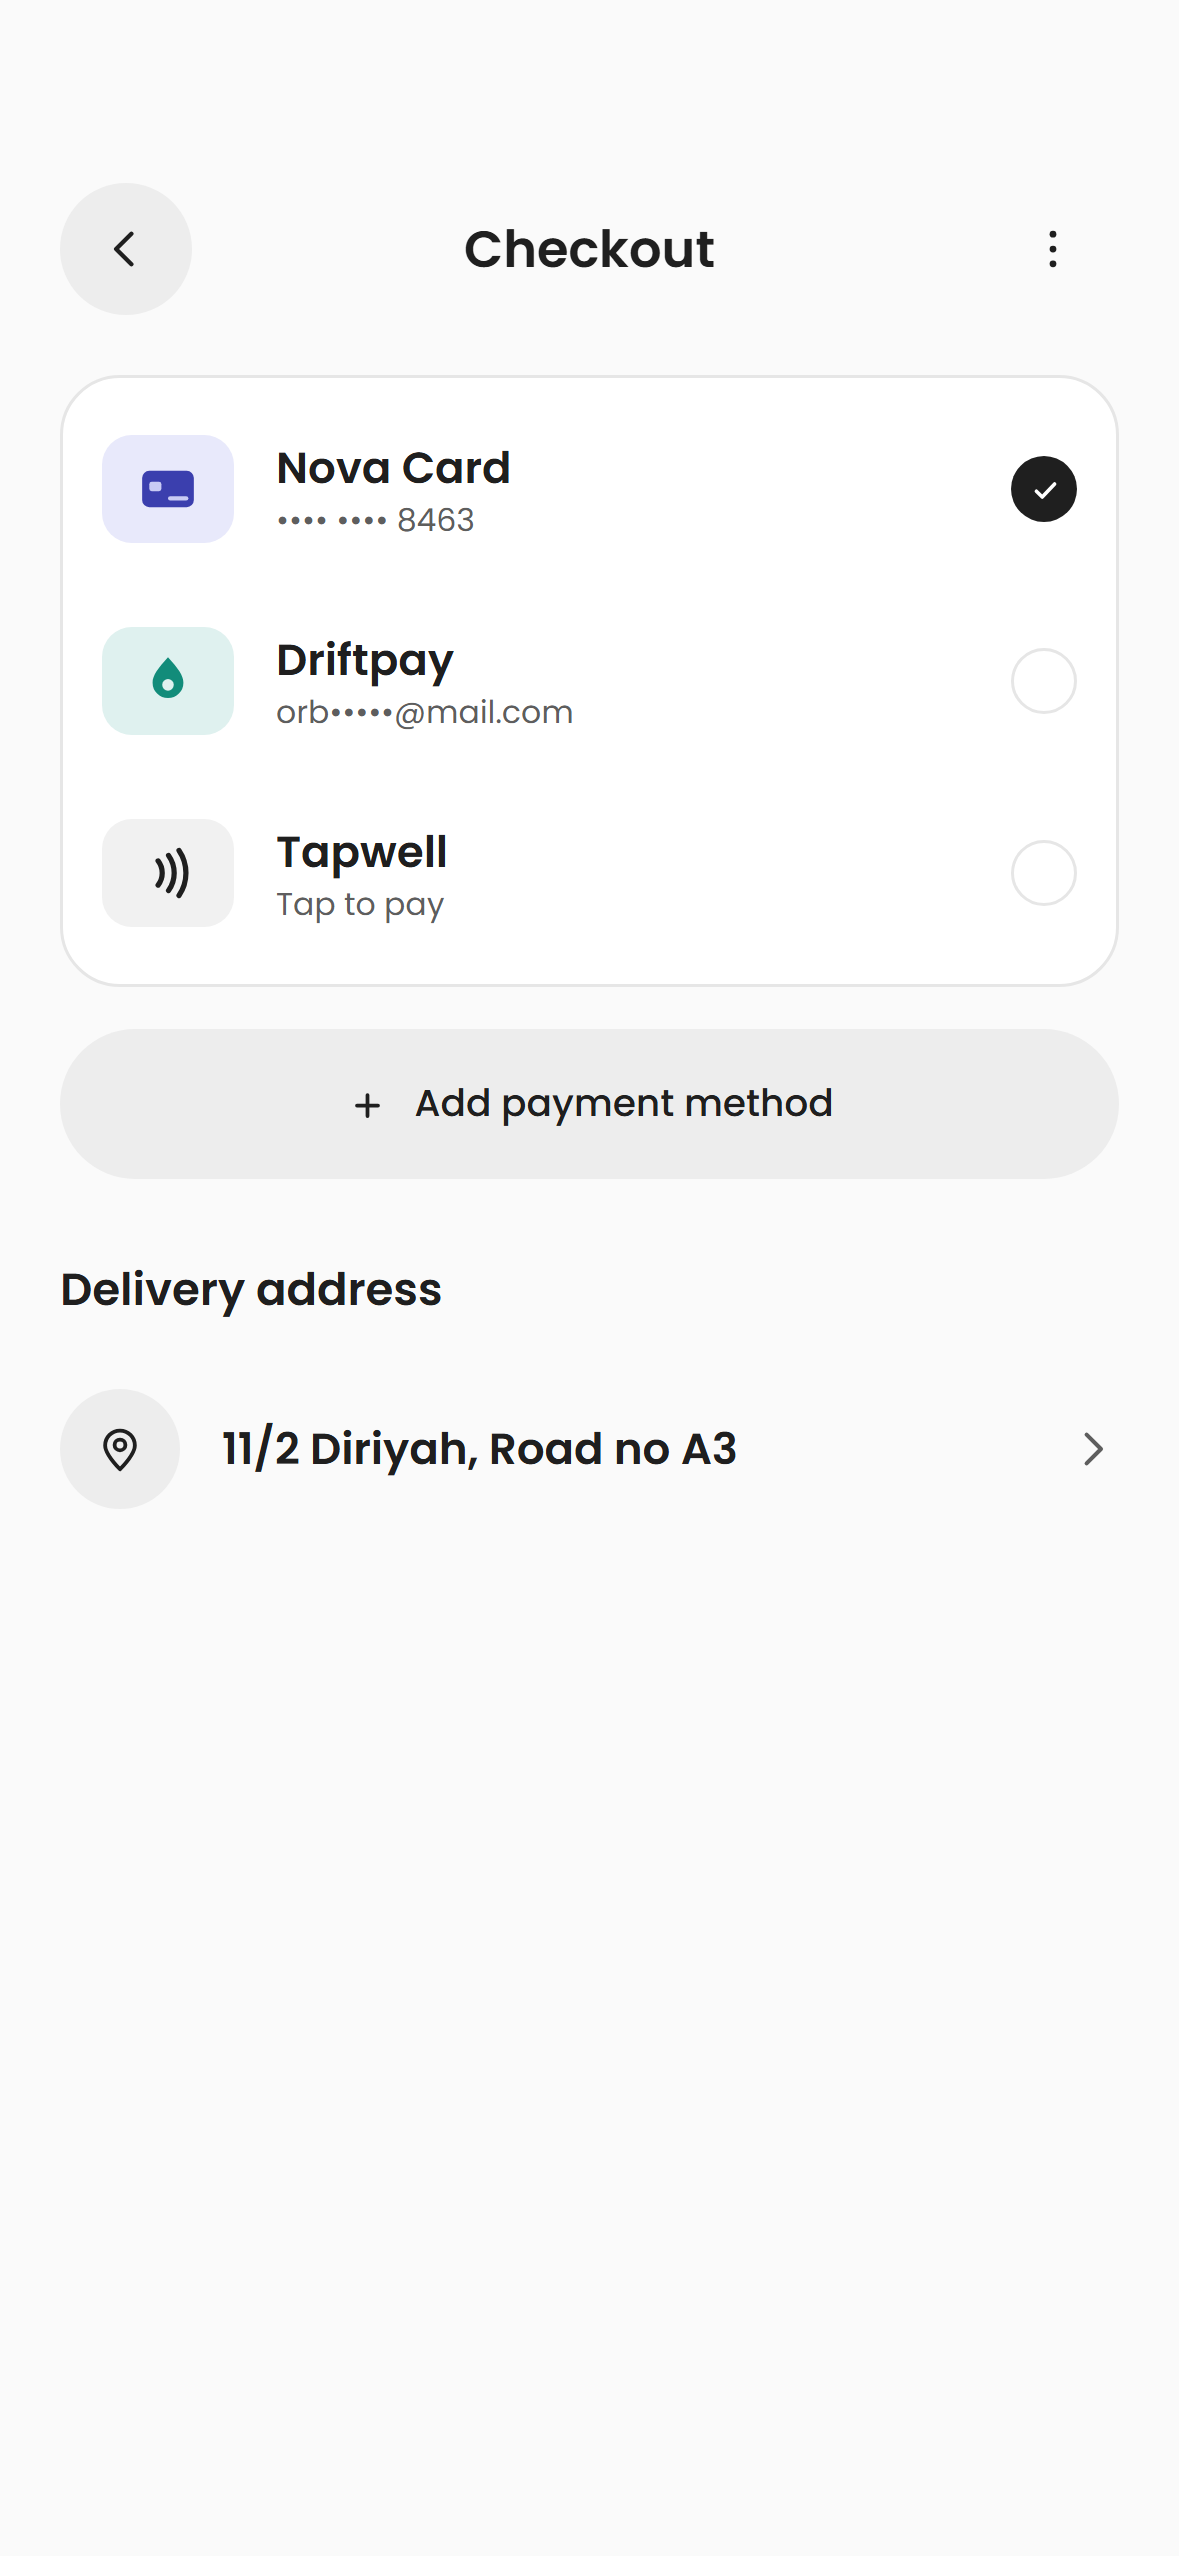 Checkout
Nova Card
•••• •••• 8463
Driftpay
orb•••••@mail.com
Tapwell
Tap to pay
Add payment method
Delivery address
11/2 Diriyah, Road no A3